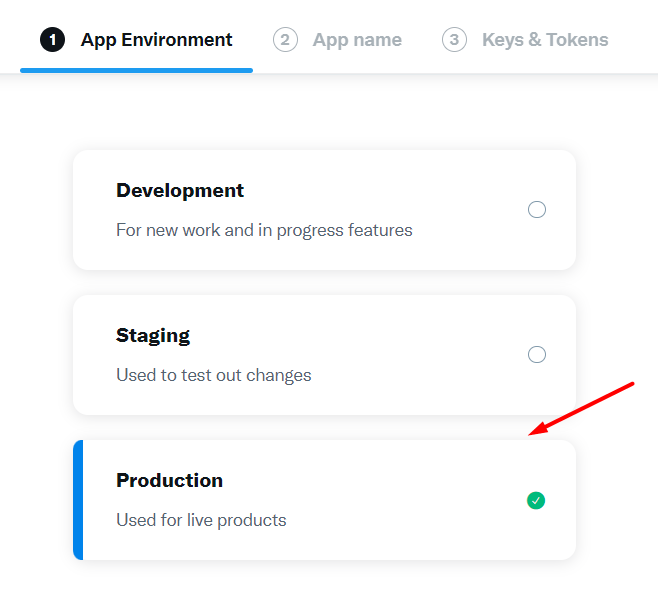 1 App Environment 2 App name 3 Keys & Tokens
Development
For new work and in progress features
Staging
Used to test out changes
Production
Used for live products